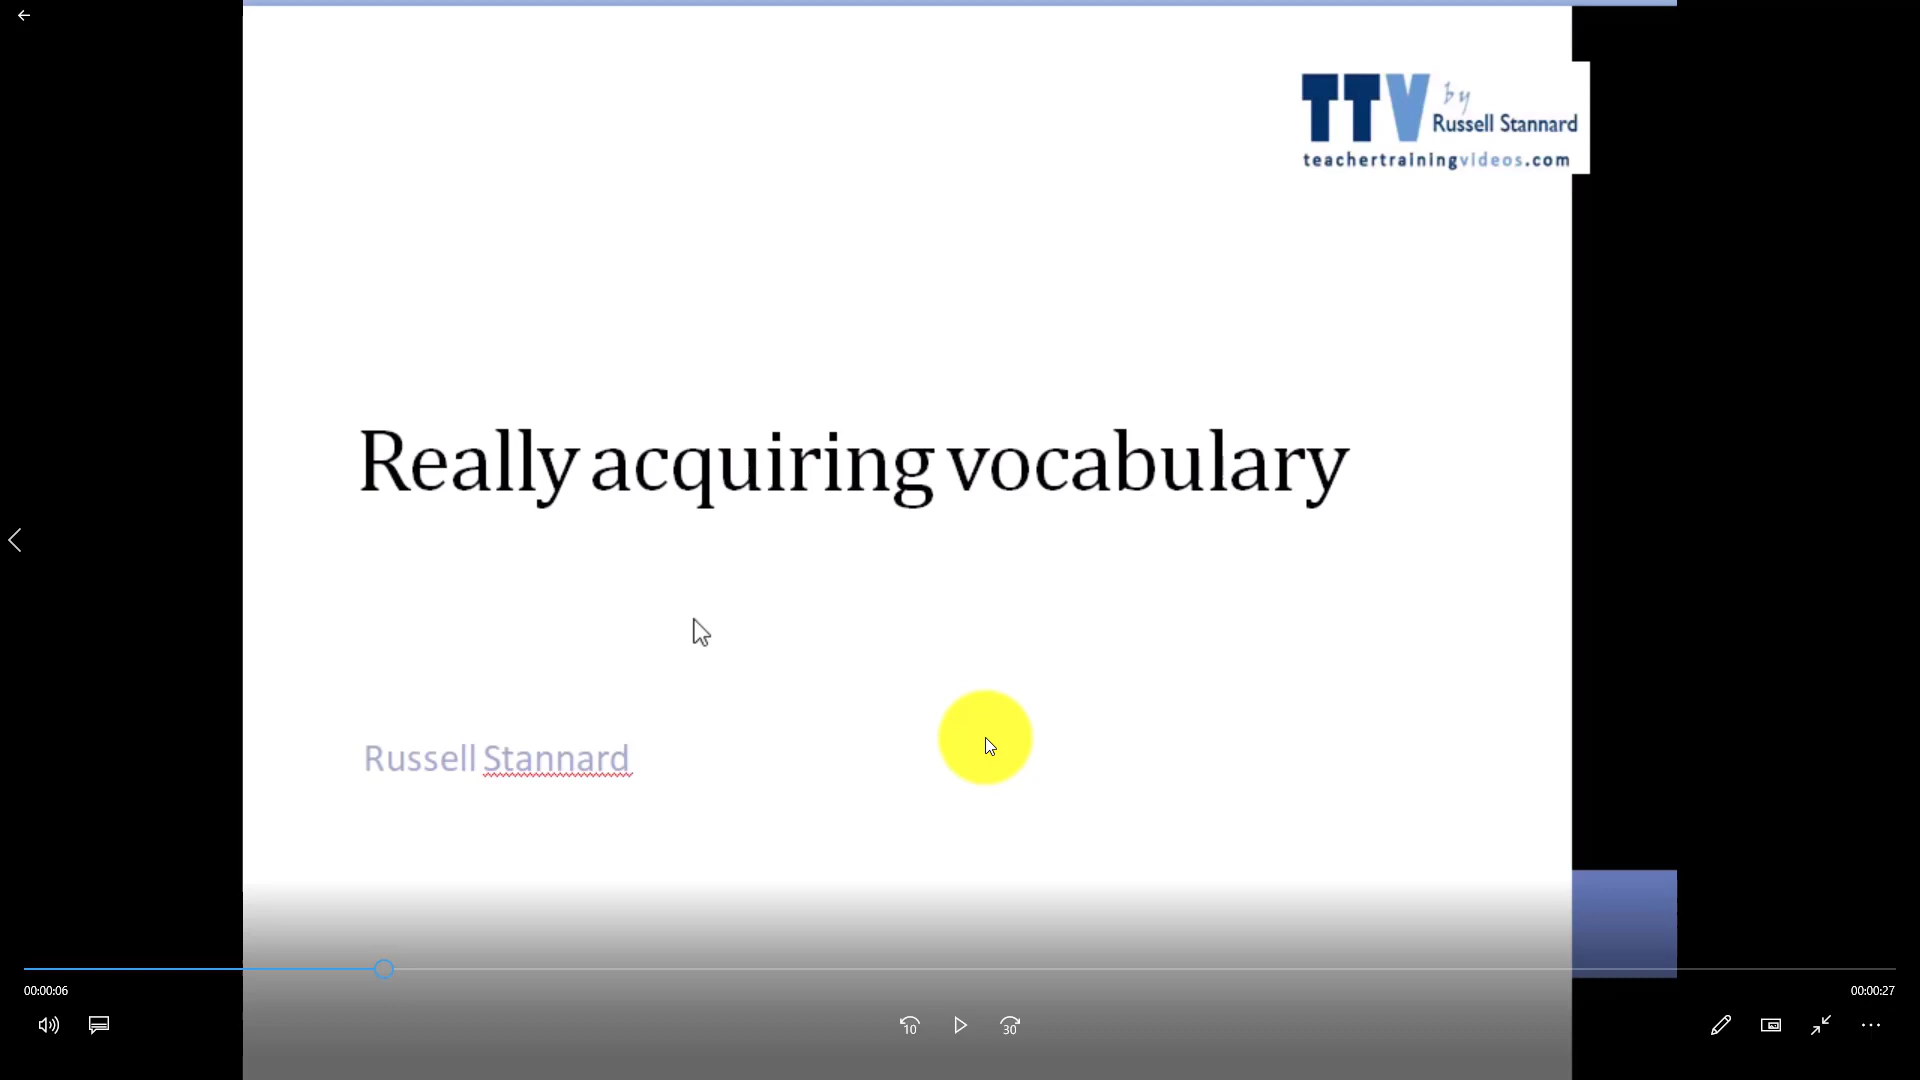 TTV by
Russell Stannard
teachertrainingvideos.com
Really acquiring vocabulary
Russell Stannard
00:00:06
00:00:27
10
30